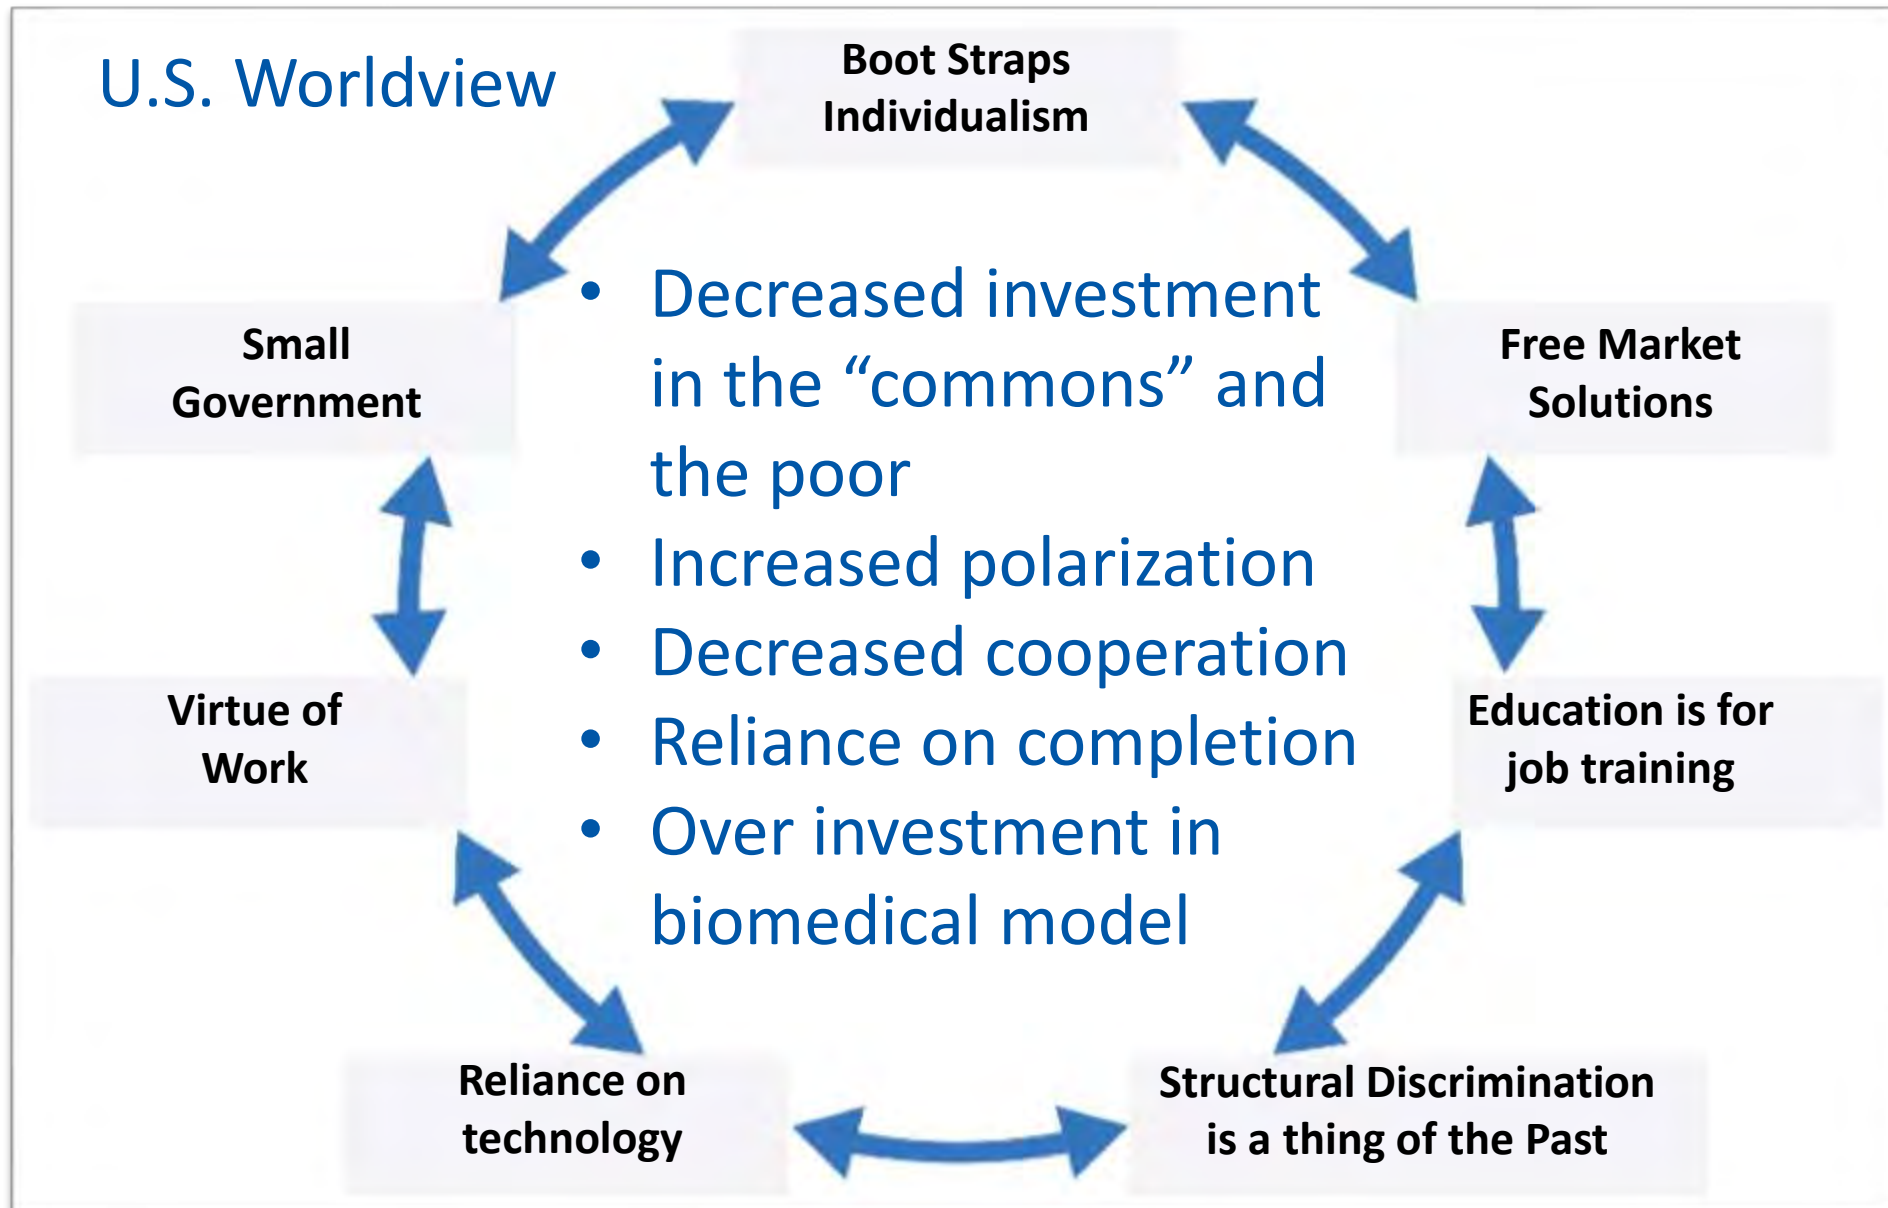 U.S. Worldview
Boot Straps
Individualism
Free Market
Solutions
Education is for
job training
Structural Discrimination
is a thing of the Past
Reliance on
technology
Virtue of
Work
Small
Government
• Decreased investment
in the “commons” and
the poor
• Increased polarization
• Decreased cooperation
• Reliance on completion
• Over investment in
biomedical model